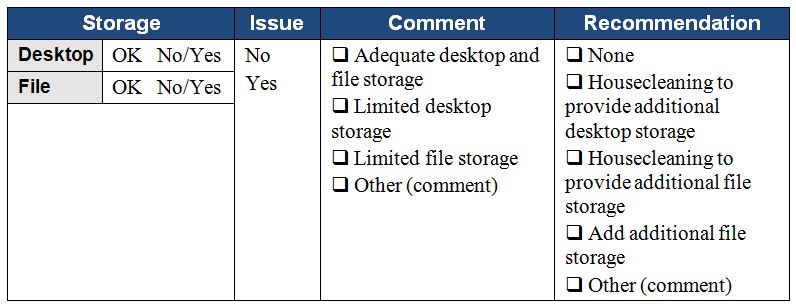 Storage Issue Comment Recommendation
Desktop OK No/Yes
File OK No/Yes
No
Yes
❑ Adequate desktop and
file storage
❑ Limited desktop
storage
❑ Limited file storage
❑ Other (comment)
❑ None
❑ Housecleaning to
provide additional
desktop storage
❑ Housecleaning to
provide additional file
storage
❑ Add additional file
storage
❑ Other (comment)